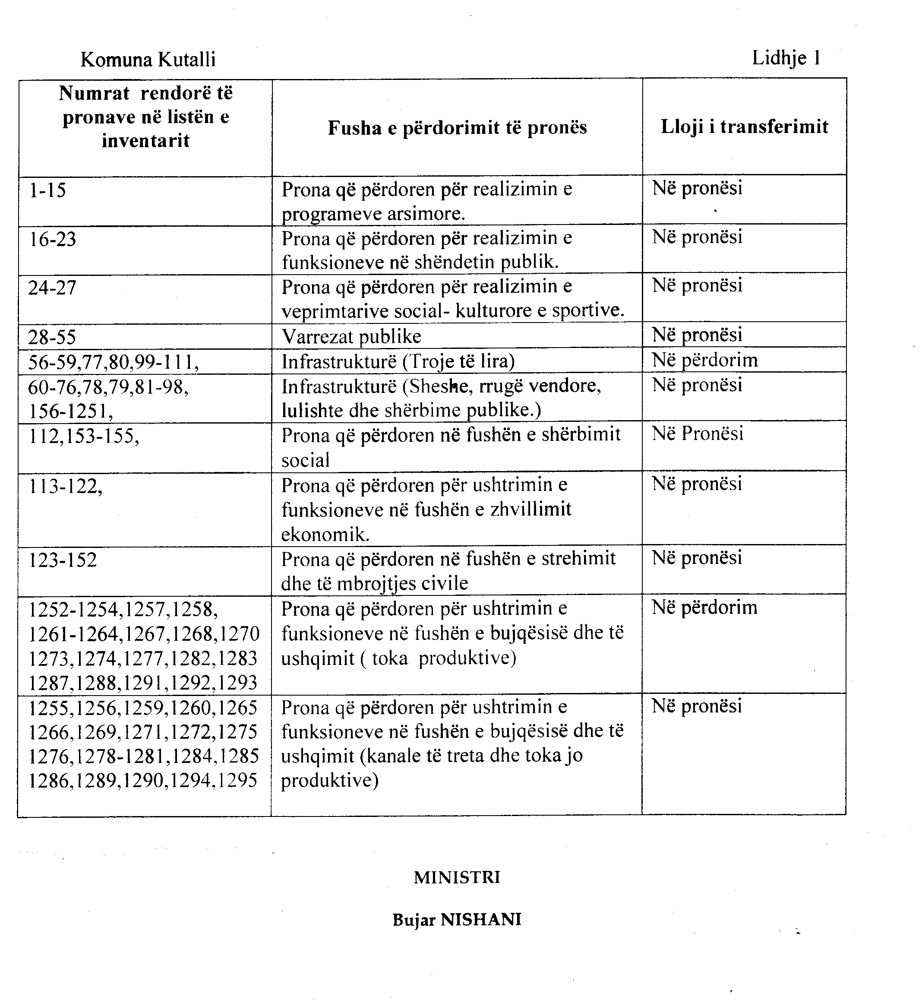 Komuna Kutalli
Lidhje 1
Numrat rendorë të
pronave në listën e
inventarit
Fusha e përdorimit të pronës
Lloji i transferimit
1-15
Prona që përdoren për realizimin e
programeve arsimore.
Në pronësi
16-23
Prona që përdoren për realizimin e
funksioneve në shëndetin publik.
Në pronësi
24-27
Prona që përdoren për realizimin e
veprimtarive social- kulturore e sportive.
Në pronësi
28-55
Varrezat publike
Në pronësi
56-59,77,80,99-111,
Infrastrukturë (Troje të lira)
Në përdorim
60-76,78,79,81-98,
156-1251,
Infrastrukturë (Sheshe, rrugë vendore,
lulishte dhe shërbime publike.)
Në pronësi
112,153-155,
Prona që përdoren në fushën e shërbimit
social
Në Pronësi
113-122,
Prona që përdoren për ushtrimin e
funksioneve në fushën e zhvillimit
ekonomik.
Në pronësi
123-152
Prona që përdoren në fushën e strehimit
dhe të mbrojtjes civile
Në pronësi
1252-1254,1257,1258,
1261-1264,1267,1268,1270
1273,1274,1277,1282,1283
1287,1288,1291,1292,1293
Prona që përdoren për ushtrimin e
funksioneve në fushën e bujqësisë dhe të
ushqimit ( toka produktive)
Në përdorim
1255,1256,1259,1260,1265
1266,1269,1271,1272,1275
1276,1278-1281,1284,1285
1286,1289,1290,1294,1295
Prona që përdoren për ushtrimin e
funksioneve në fushën e bujqësisë dhe të
ushqimit (kanale të treta dhe toka jo
produktive)
Në pronësi
MINISTRI
Bujar NISHANI